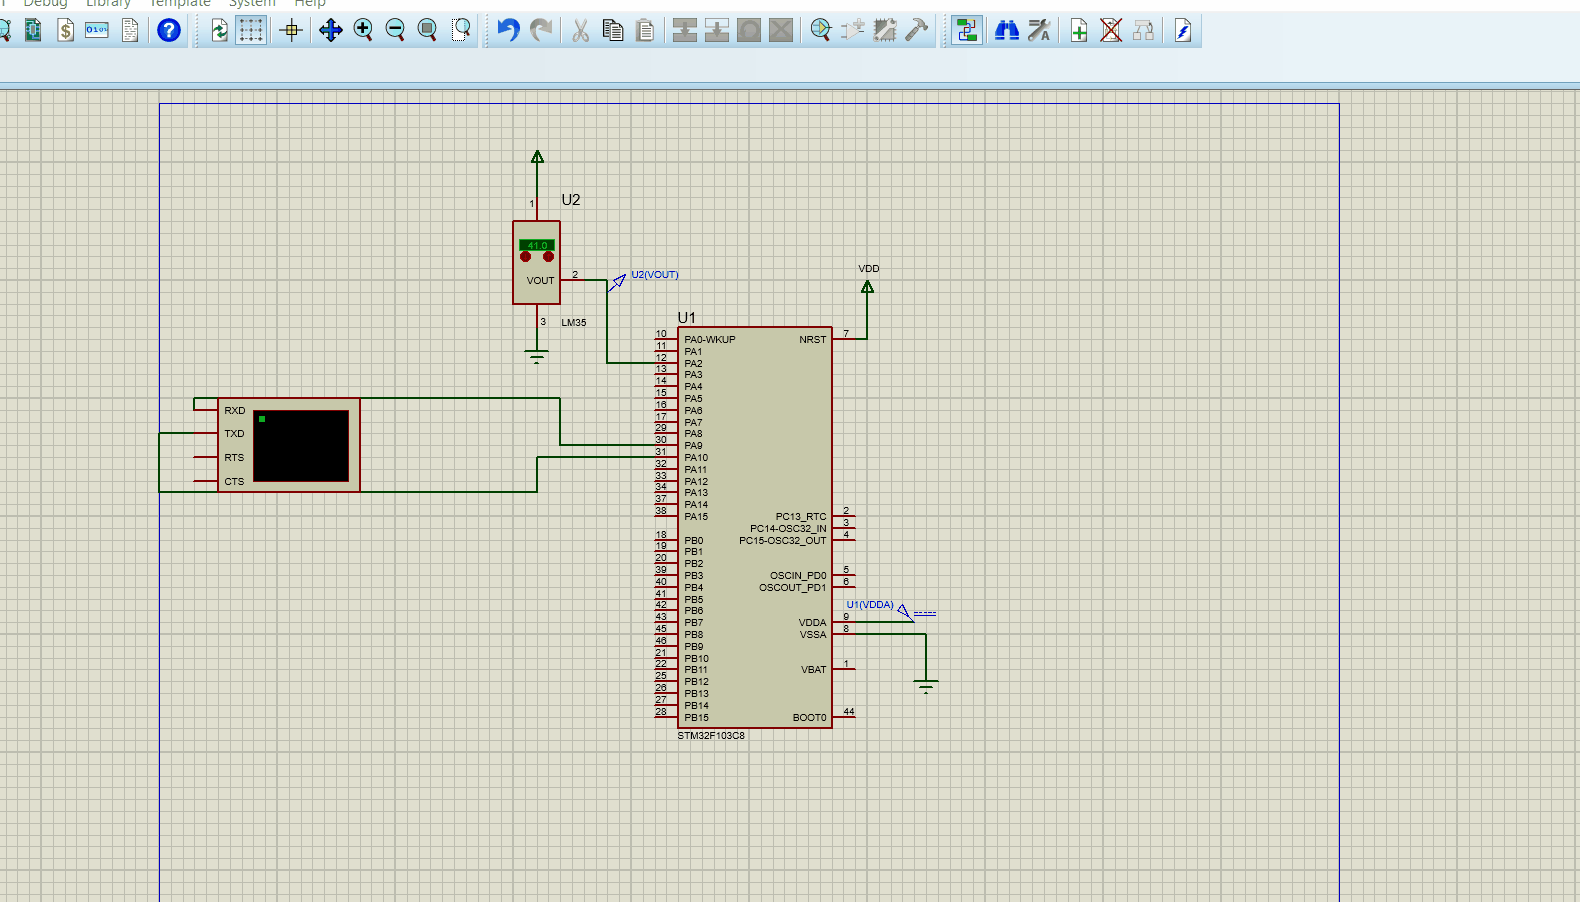 Debug Library Template System Help
$ 0101 ?
1 U2
41.0
VOUT 2 U2(VOUT)
3 LM35
VDD
U1
10 PA0-WKUP NRST 7
11 PA1
12 PA2
13 PA3
14 PA4
15 PA5
16 PA6
17 PA7
29 PA8
30 PA9
31 PA10
32 PA11
33 PA12
34 PA13
37 PA14
38 PA15
RXD
TXD
RTS
CTS
PC13_RTC 2
PC14-OSC32_IN 3
PC15-OSC32_OUT 4
18 PB0
19 PB1
20 PB2
39 PB3 OSCIN_PD0 5
40 PB4 OSCOUT_PD1 6
41 PB5
42 PB6 U1(VDDA)
43 PB7 VDDA 9
45 PB8 VSSA 8
46 PB9
21 PB10
22 PB11 VBAT 1
25 PB12
26 PB13
27 PB14
28 PB15 BOOT0 44
STM32F103C8